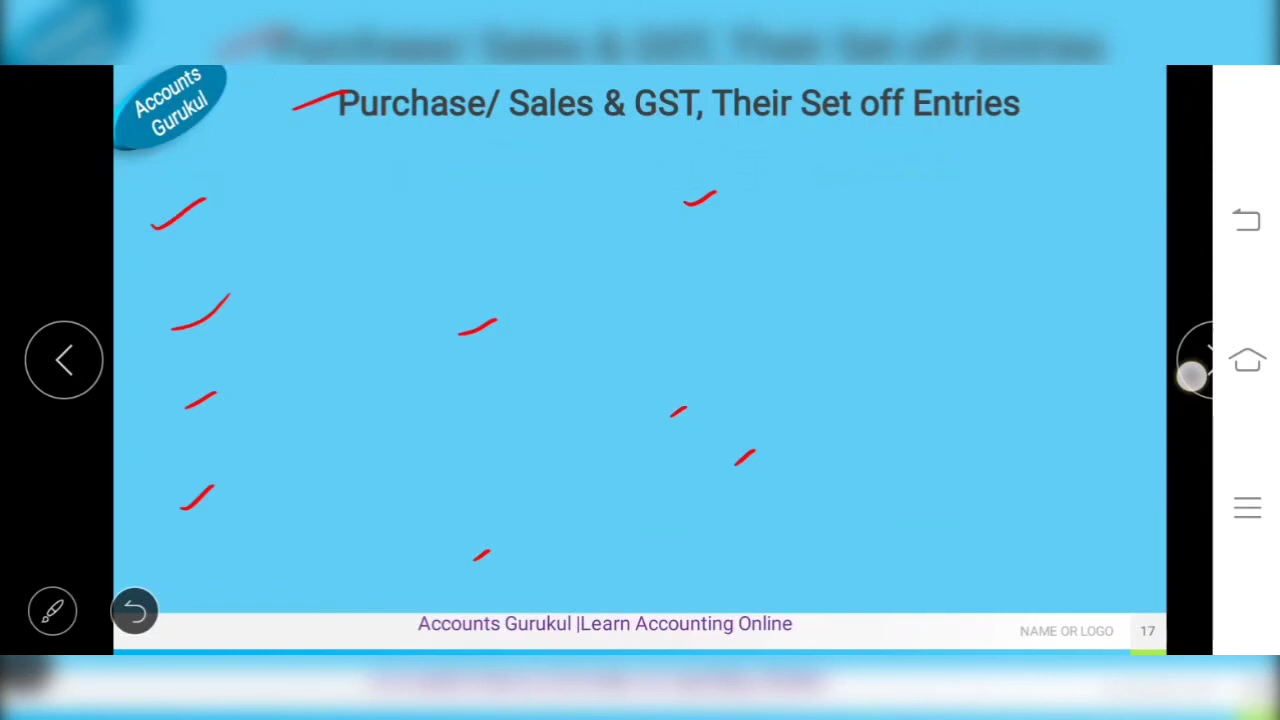 Accounts
Gurukul
Purchase/ Sales & GST, Their Set off Entries
Accounts Gurukul |Learn Accounting Online
NAME OR LOGO
17